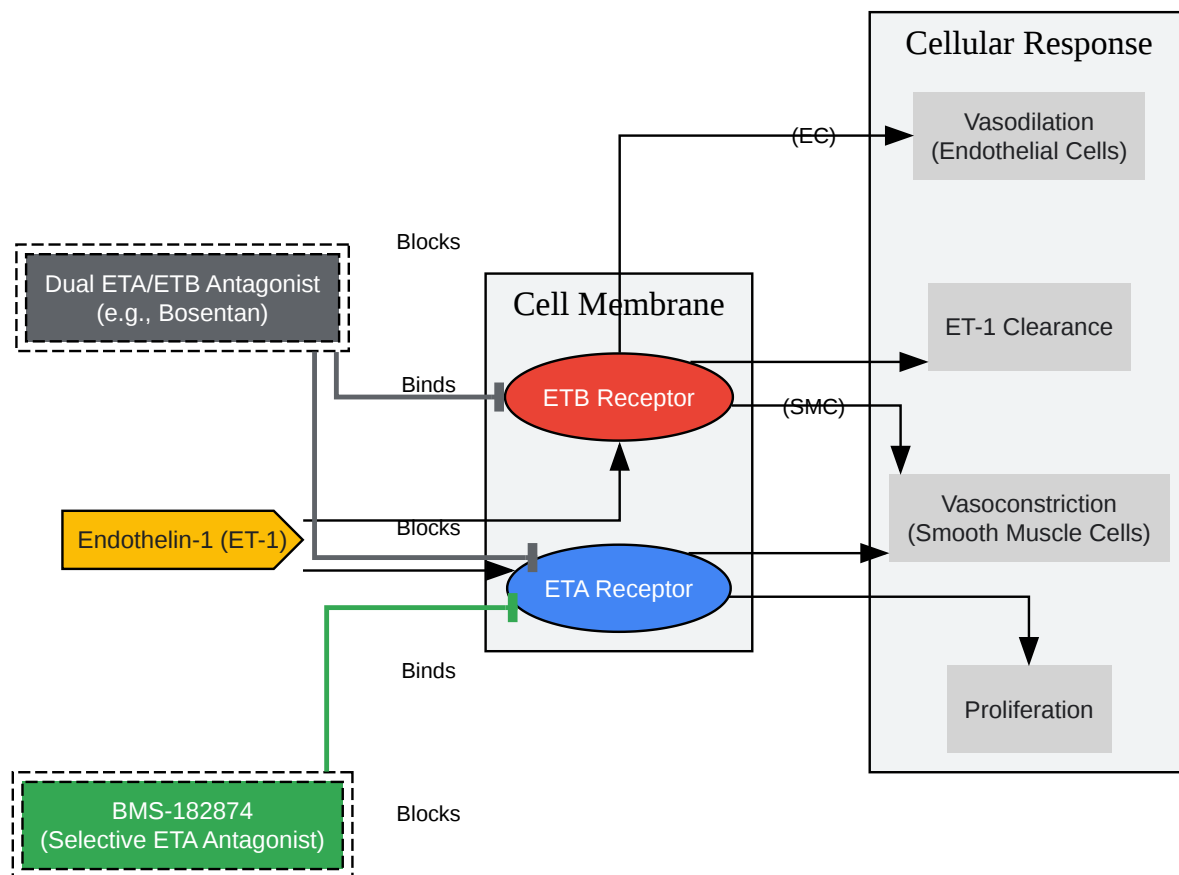 Cellular Response
Vasodilation
(Endothelial Cells)
(EC)
Blocks
Dual ETA/ETB Antagonist
(e.g., Bosentan)
Cell Membrane
ET-1 Clearance
Binds
ETB Receptor
(SMC)
Vasoconstriction
(Smooth Muscle Cells)
Endothelin-1 (ET-1)
Blocks
ETA Receptor
Binds
Proliferation
BMS-182874
(Selective ETA Antagonist)
Blocks